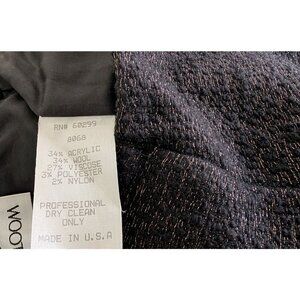 RN# 60299
8068
34% ACRYLIC
34% WOOL
27% VISCOSE
3% POLYESTER
2% NYLON
PROFESSIONAL
DRY CLEAN
ONLY
MADE IN U.S.A
WOOL